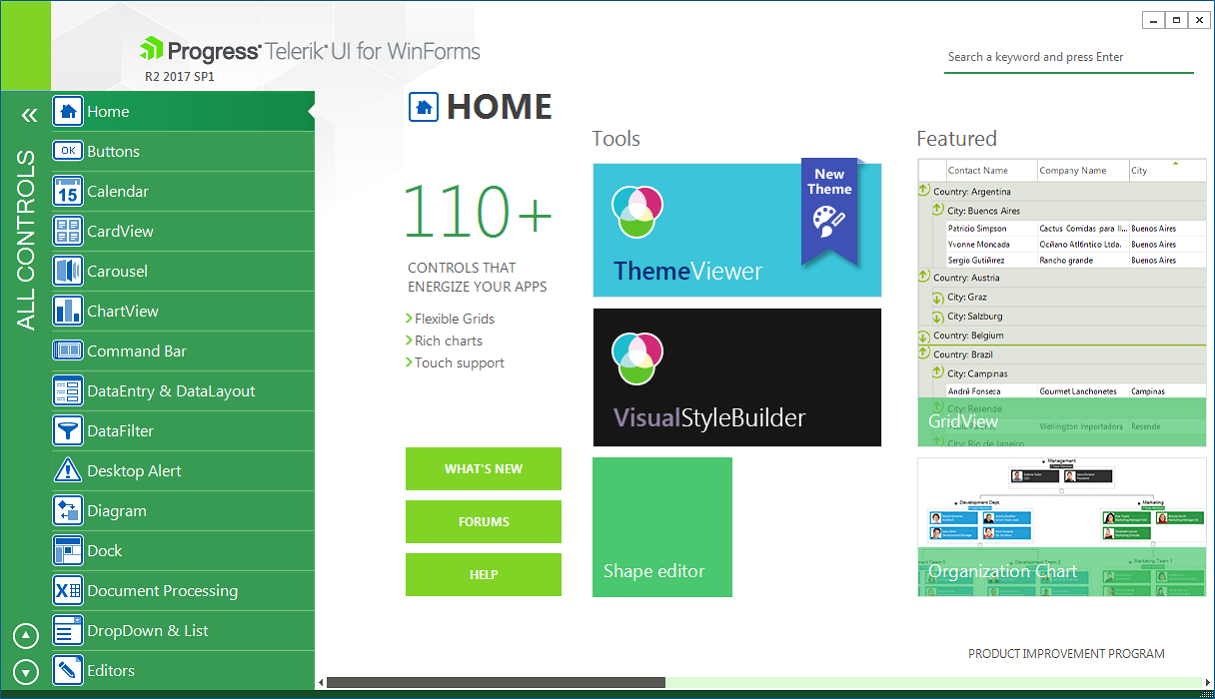 Progress® Telerik® UI for WinForms
R2 2017 SP1
Search a keyword and press Enter
ALL CONTROLS
Home
OK
Buttons
15
Calendar
CardView
Carousel
ChartView
Command Bar
DataEntry & DataLayout
DataFilter
Desktop Alert
Diagram
Dock
X
Document Processing
DropDown & List
Editors
HOME
110+
CONTROLS THAT
ENERGIZE YOUR APPS
Flexible Grids
Rich charts
Touch support
WHAT'S NEW
FORUMS
HELP
Tools
New
Theme
ThemeViewer
VisualStyleBuilder
Shape editor
Featured
Contact Name Company Name City
Country: Argentina
City: Buenos Aires
Patricio Simpson Cactus Comidas para ll... Buenos Aires
Yvonne Moncada Buenos Aires
Sergio Rancho grande Buenos Aires
Country: Austria
City: Graz
City: Salzburg
Country: Belgium
Country: Brazil
City: Campinas
Fonseca Gourmet Lanchonetes Campinas
City: Resende
GridView
Wellington Importadora Resende
City: Rio de Janeiro
Management
Development Dept.
Marketing
Organization Chart
PRODUCT IMPROVEMENT PROGRAM